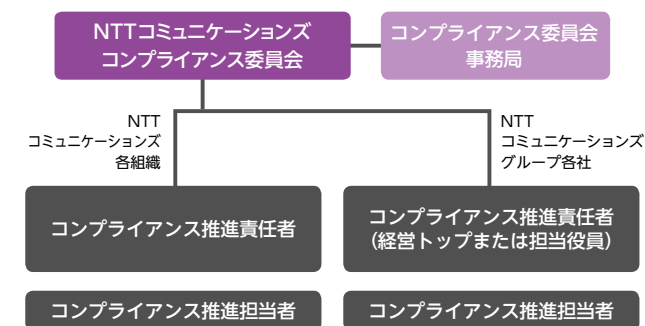 NTTコミュニケーションズ
コンプライアンス委員会
コンプライアンス委員会
事務局
NTT
コミュニケーションズ
各組織
NTT
コミュニケーションズ
グループ各社
コンプライアンス推進責任者
コンプライアンス推進責任者
(経営トップまたは担当役員)
コンプライアンス推進担当者
コンプライアンス推進担当者